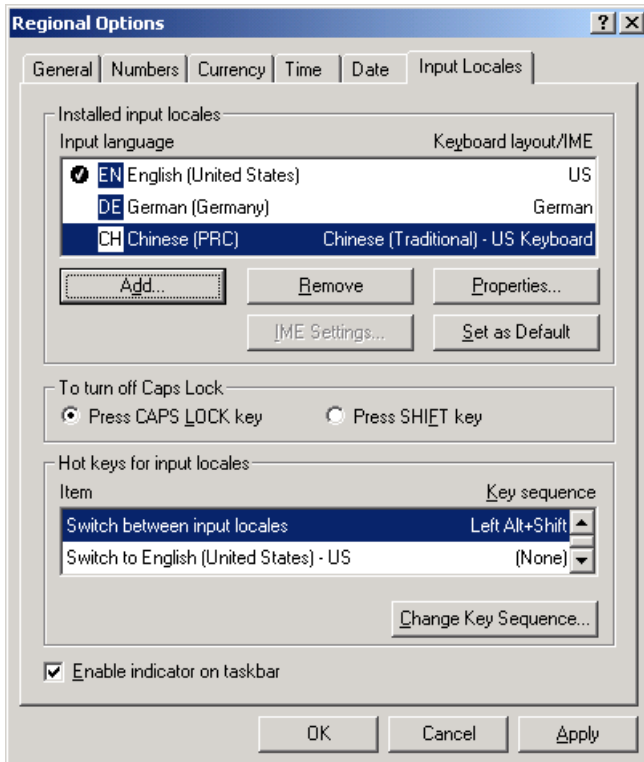 Regional Options
General Numbers Currency Time Date Input Locales
Installed input locales
Input language Keyboard layout/IME
EN English (United States) US
DE German (Germany) German
CH Chinese (PRC) Chinese (Traditional) - US Keyboard
Add... Remove Properties...
IME Settings... Set as Default
To turn off Caps Lock
Press CAPS LOCK key Press SHIFT key
Hot keys for input locales
Item Key sequence
Switch between input locales Left Alt+Shift
Switch to English (United States) - US (None)
Change Key Sequence...
Enable indicator on taskbar
OK Cancel Apply